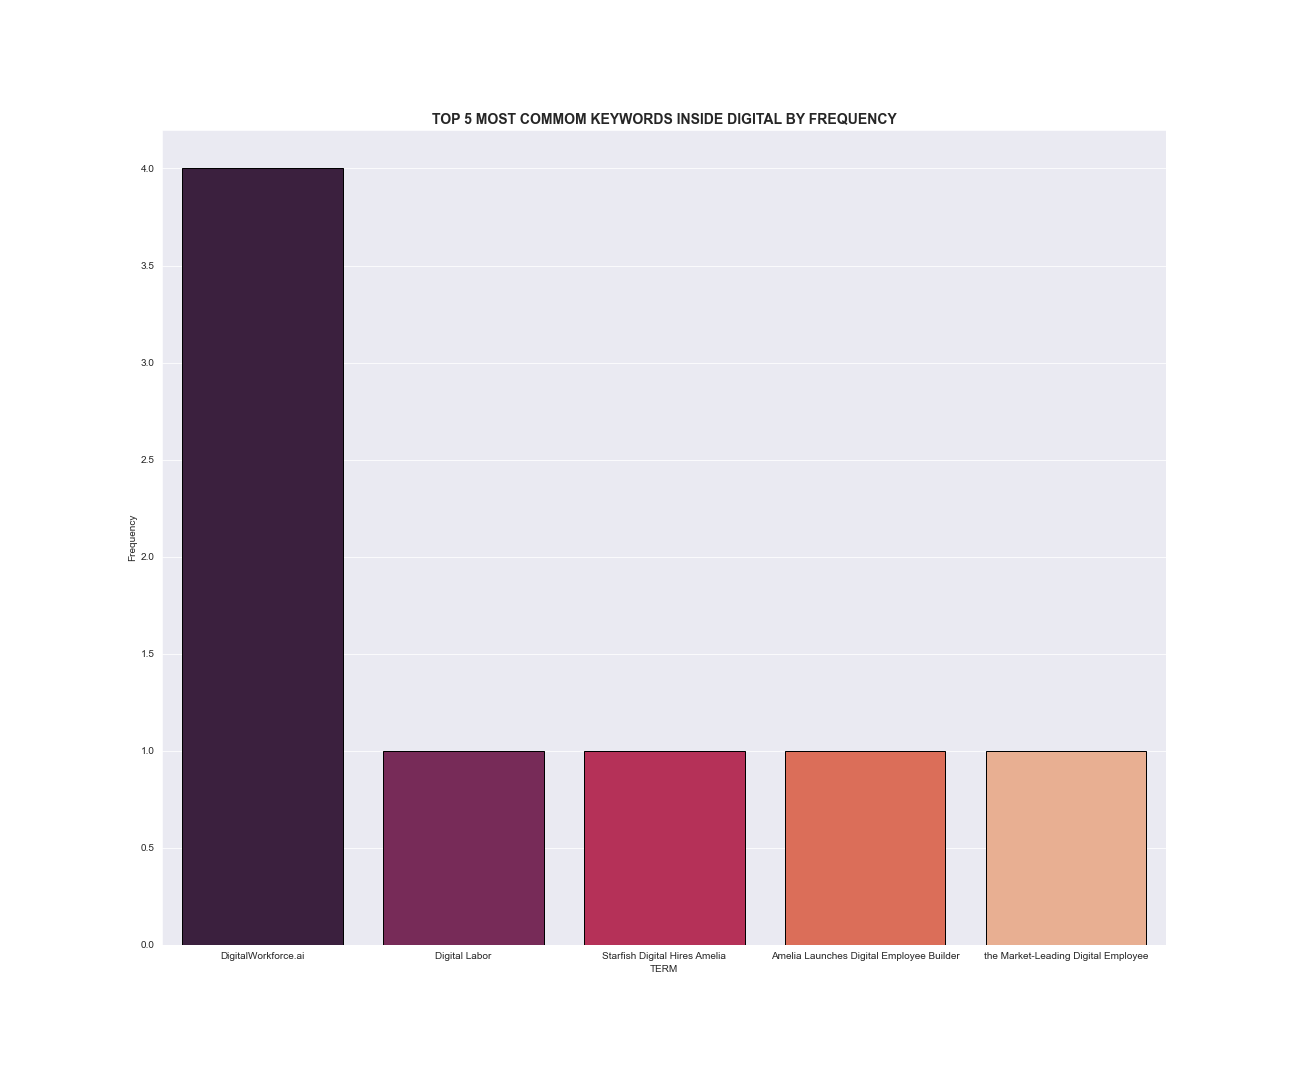 TOP 5 MOST COMMOM KEYWORDS INSIDE DIGITAL BY FREQUENCY
4.0
3.5
3.0
2.5
2.0
1.5
1.0
0.5
0.0
Frequency
DigitalWorkforce.ai
Digital Labor
Starfish Digital Hires Amelia
Amelia Launches Digital Employee Builder
the Market-Leading Digital Employee
TERM